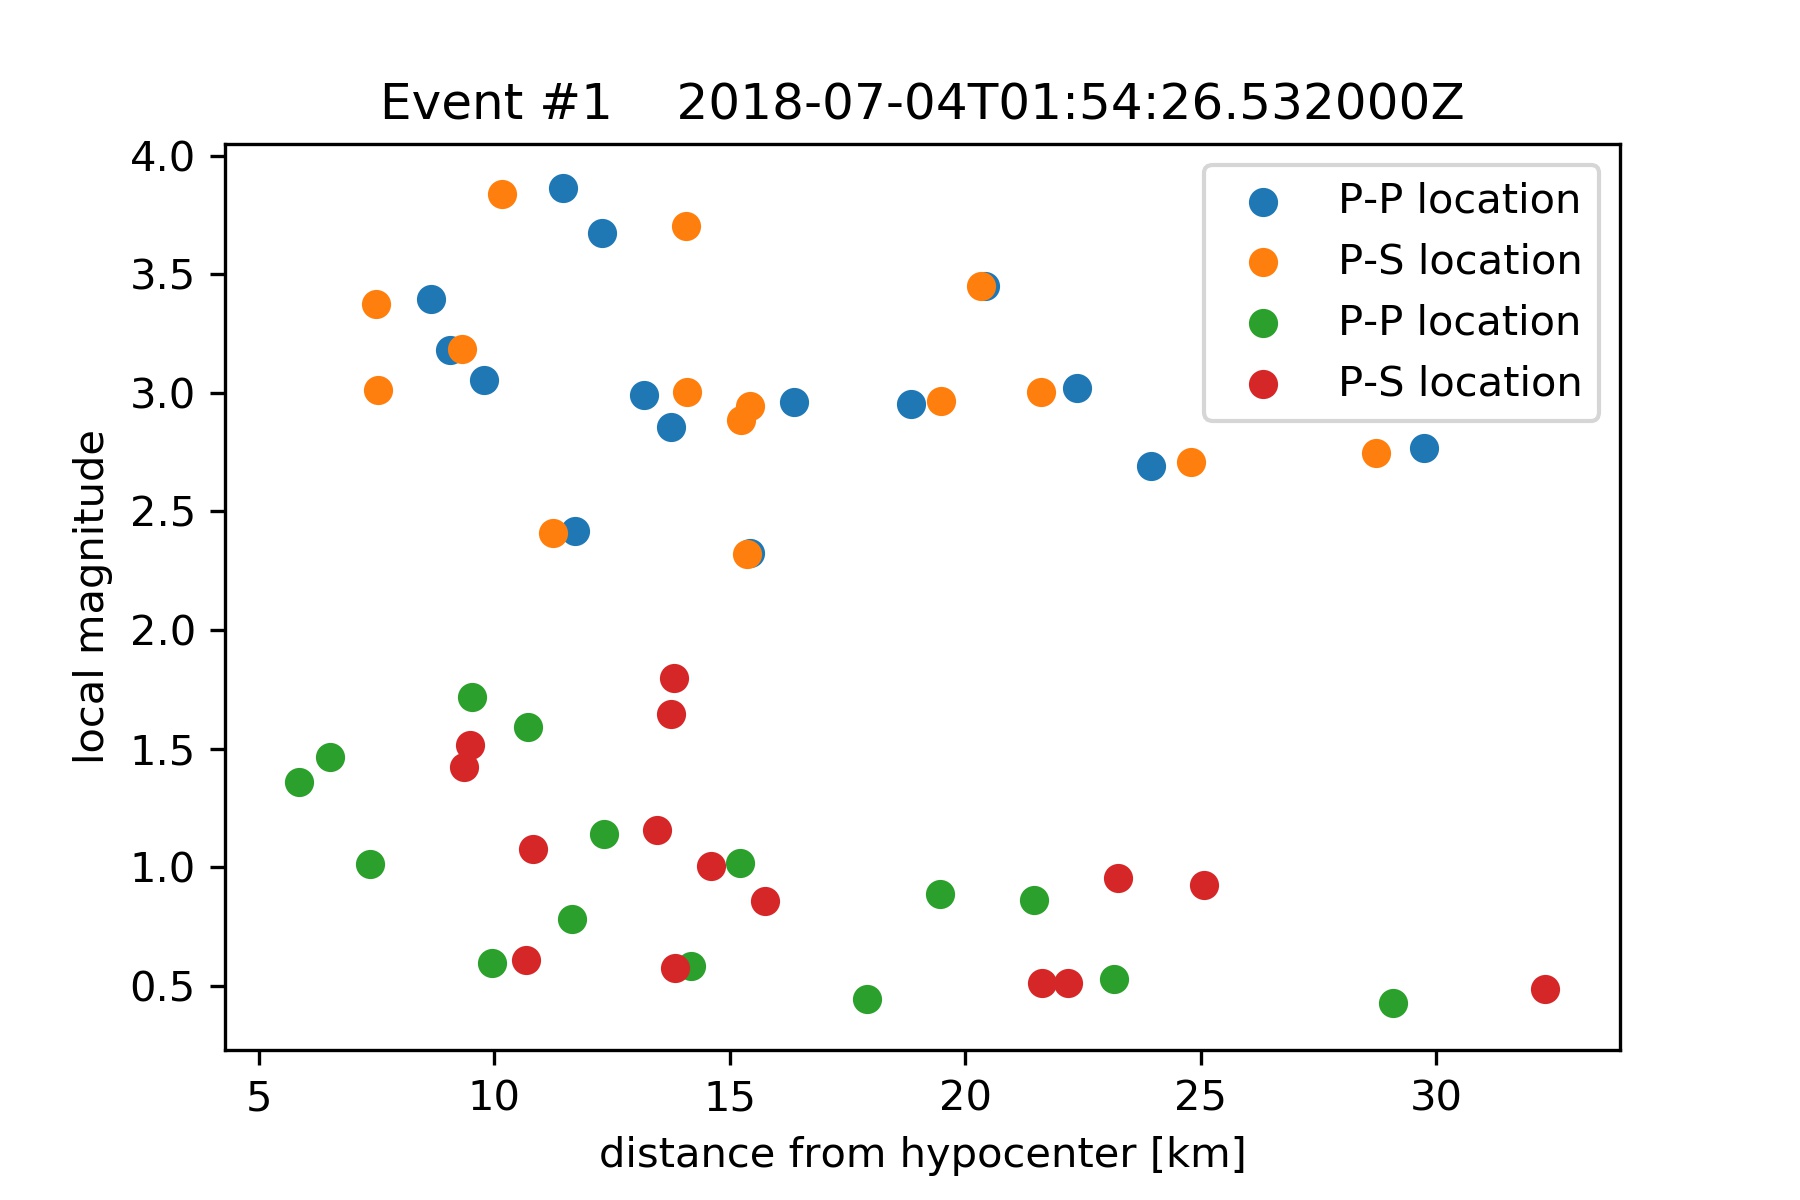 Event #1    2018-07-04T01:54:26.532000Z
4.0
3.5
3.0
2.5
2.0
1.5
1.0
0.5
local magnitude
P-P location
P-S location
P-P location
P-S location
5 10 15 20 25 30
distance from hypocenter [km]